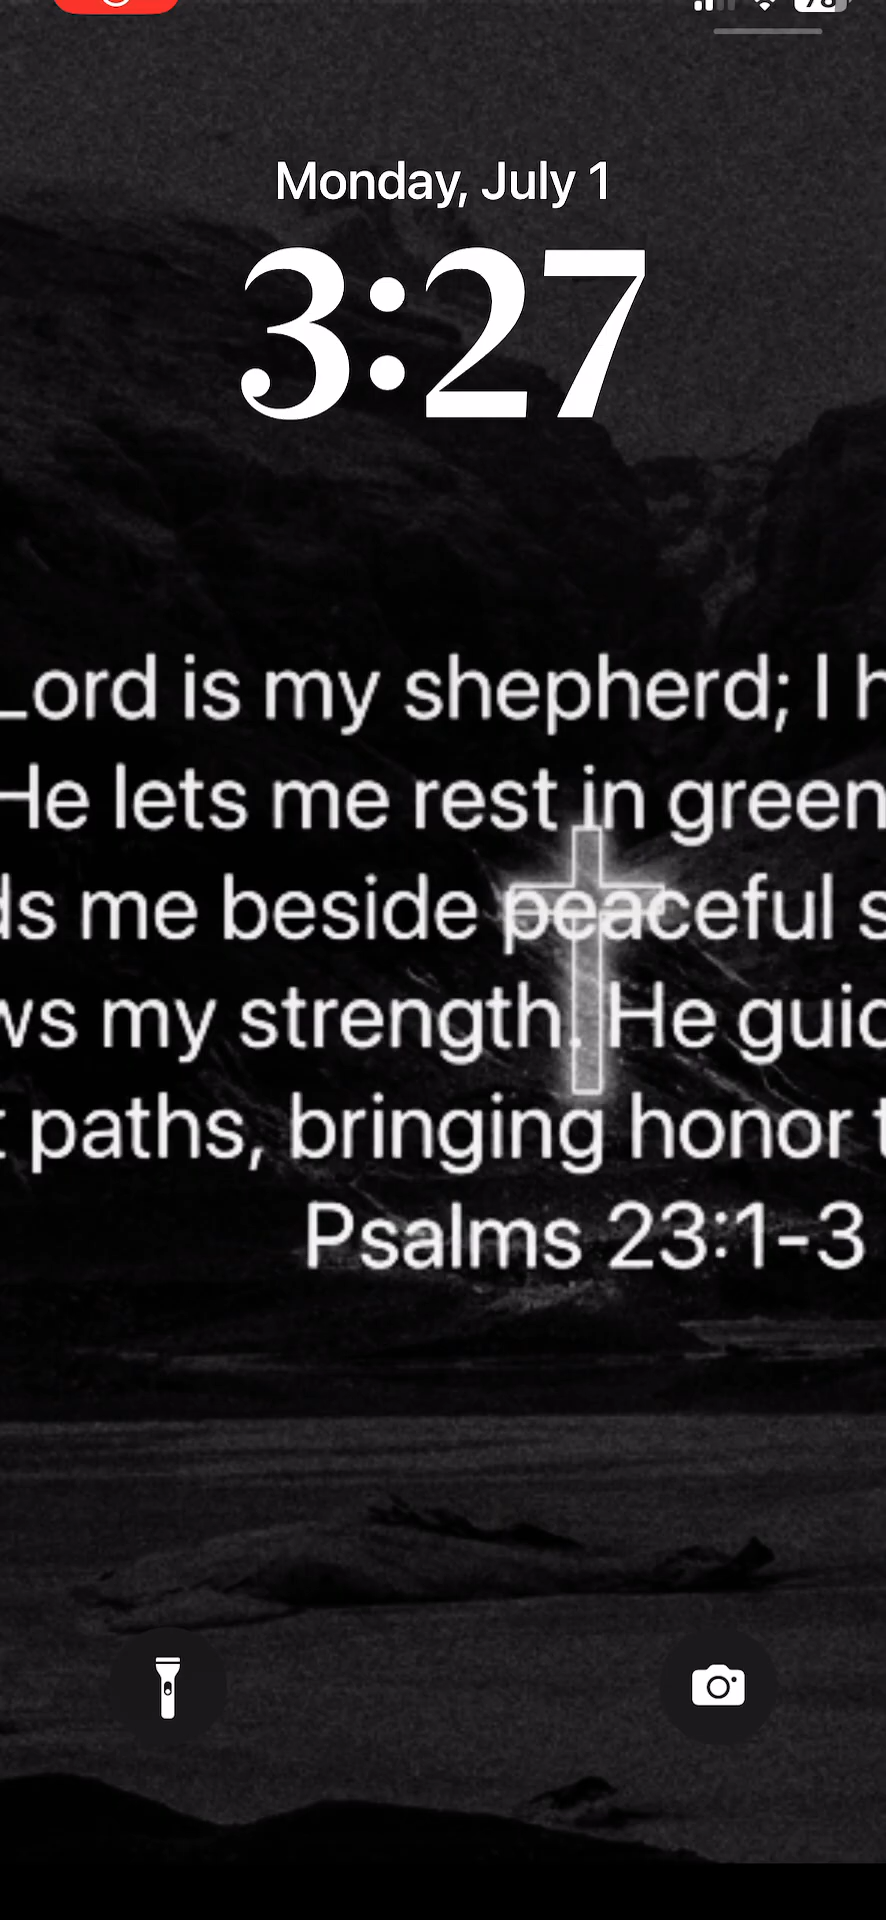 Monday, July 1
3:27
Lord is my shepherd; I h
He lets me rest in green
ds me beside peaceful s
ws my strength. He guid
t paths, bringing honor t
Psalms 23:1-3